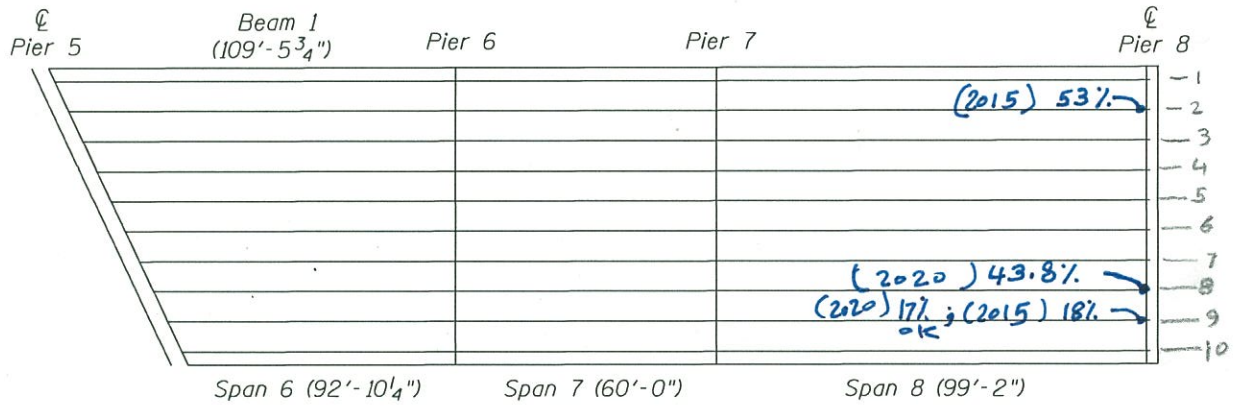 ℄ Pier 5
Beam 1
(109'-5¾")
Pier 6
Pier 7
℄ Pier 8
1
(2015) 53%
2
3
4
5
6
7
(2020) 43.8%
8
(2020) 17% ; (2015) 18%
OK
9
10
Span 6 (92'-10¼")
Span 7 (60'-0")
Span 8 (99'-2")